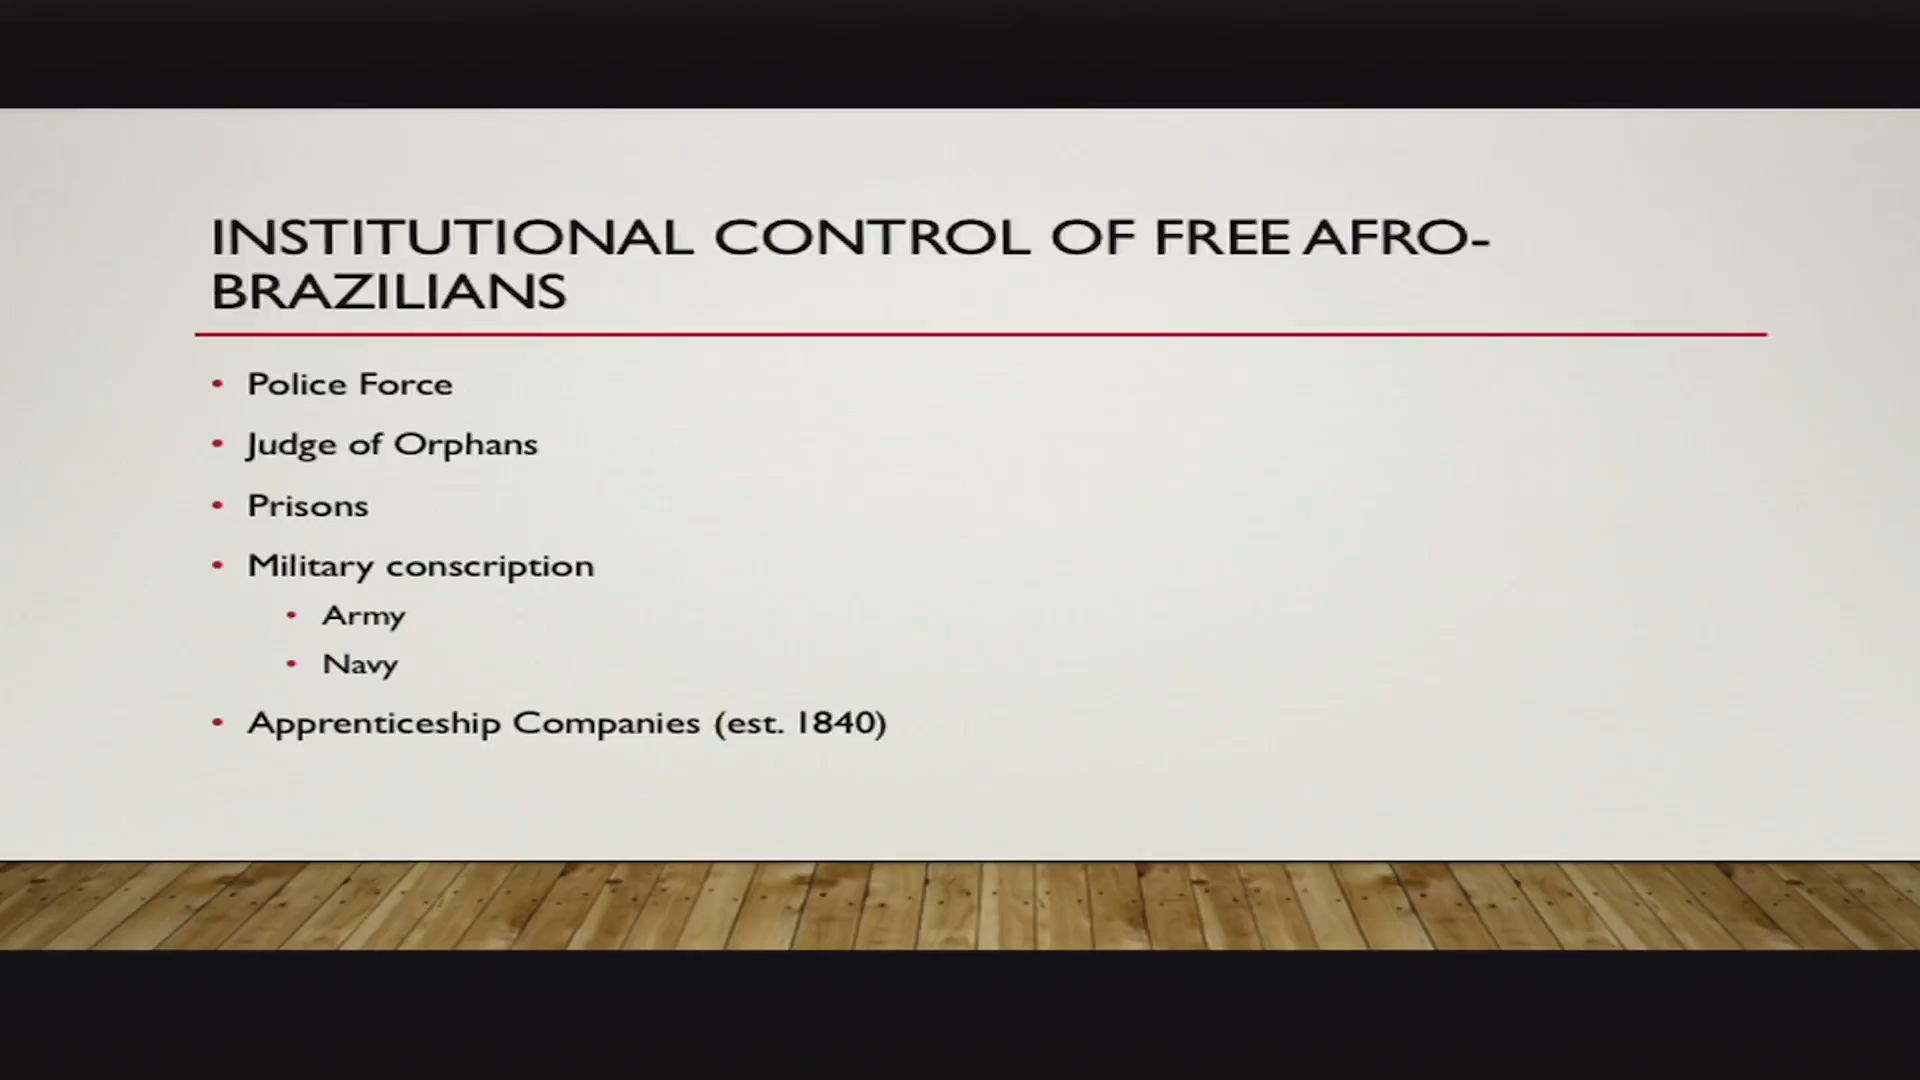 INSTITUTIONAL CONTROL OF FREE AFRO-
BRAZILIANS
• Police Force
• Judge of Orphans
• Prisons
• Military conscription
• Army
• Navy
• Apprenticeship Companies (est. 1840)